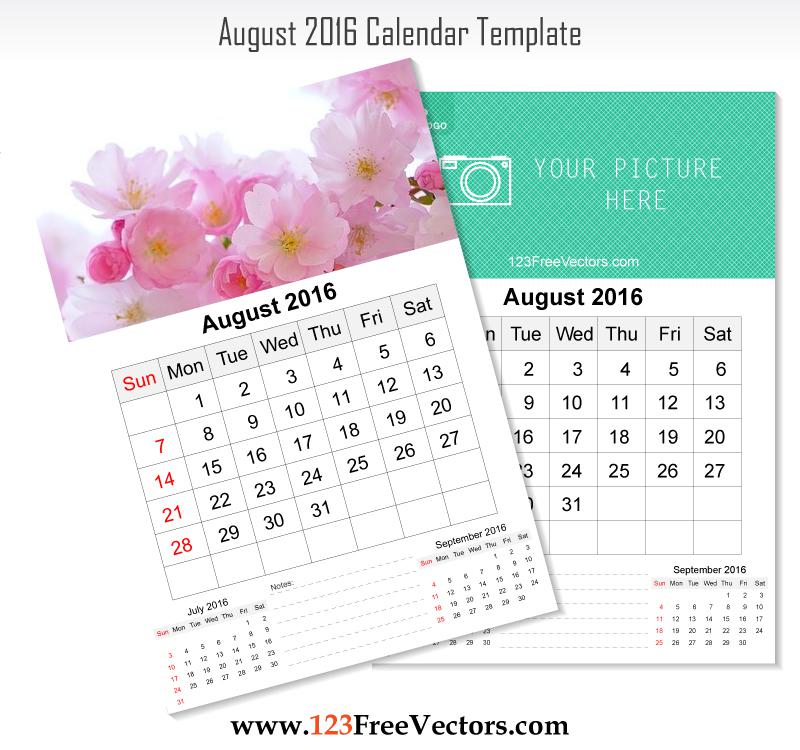 August 2016 Calendar Template
August 2016
Sun Mon Tue Wed Thu Fri Sat
1 2 3 4 5 6
7 8 9 10 11 12 13
14 15 16 17 18 19 20
21 22 23 24 25 26 27
28 29 30 31
July 2016
Sun Mon Tue Wed Thu Fri Sat
1 2
3 4 5 6 7 8 9
10 11 12 13 14 15 16
17 18 19 20 21 22 23
24 25 26 27 28 29 30
31
Notes:
September 2016
Sun Mon Tue Wed Thu Fri Sat
1 2 3
4 5 6 7 8 9 10
11 12 13 14 15 16 17
18 19 20 21 22 23 24
25 26 27 28 29 30
OGO
YOUR PICTURE
HERE
123FreeVectors.com
August 2016
n Tue Wed Thu Fri Sat
2 3 4 5 6
9 10 11 12 13
16 17 18 19 20
23 24 25 26 27
31
September 2016
Sun Mon Tue Wed Thu Fri Sat
1 2 3
4 5 6 7 8 9 10
11 12 13 14 15 16 17
18 19 20 21 22 23 24
25 26 27 28 29 30
www.123FreeVectors.com